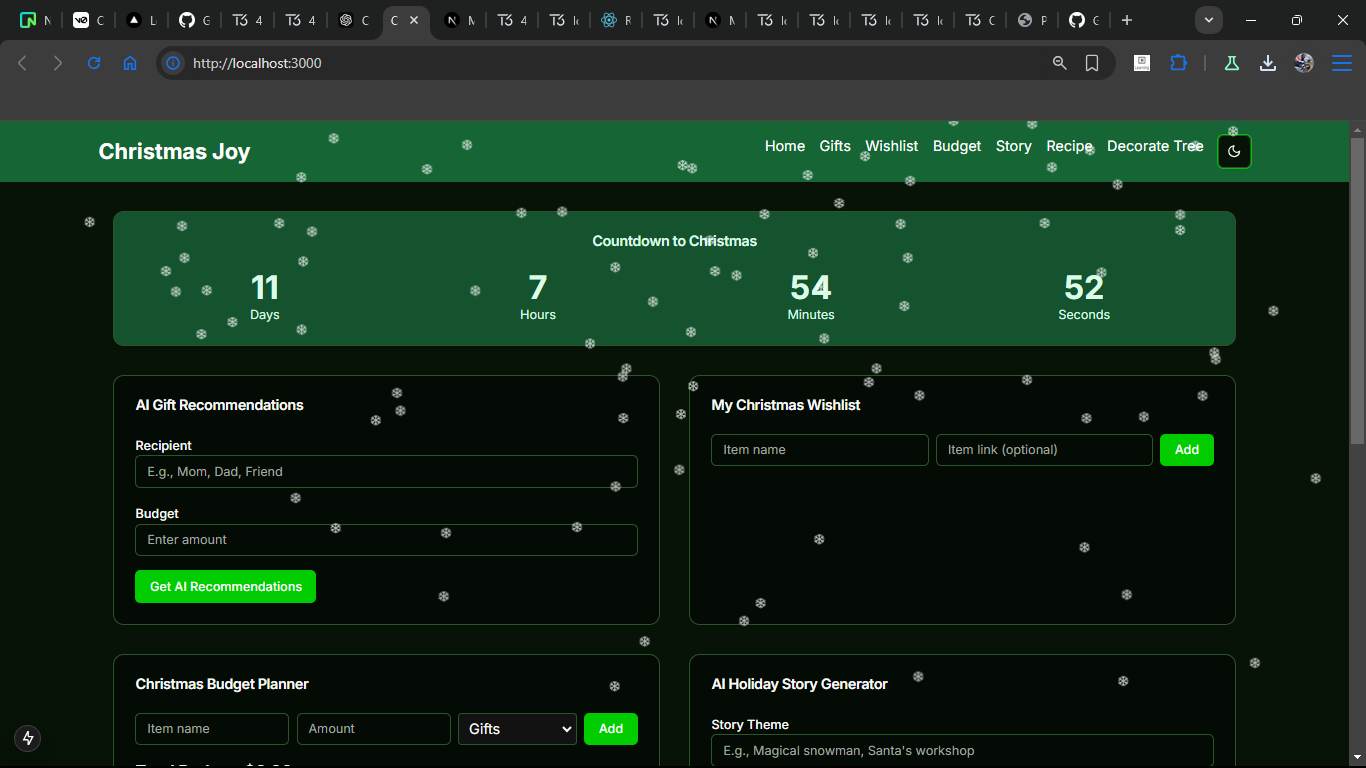 http://localhost:3000
Christmas Joy
Home Gifts Wishlist Budget Story Recipe Decorate Tree
Countdown to Christmas
11 7 54 52
Days Hours Minutes Seconds
AI Gift Recommendations
Recipient
E.g., Mom, Dad, Friend
Budget
Enter amount
Get AI Recommendations
My Christmas Wishlist
Item name Item link (optional) Add
Christmas Budget Planner
Item name Amount Gifts Add
AI Holiday Story Generator
Story Theme
E.g., Magical snowman, Santa's workshop